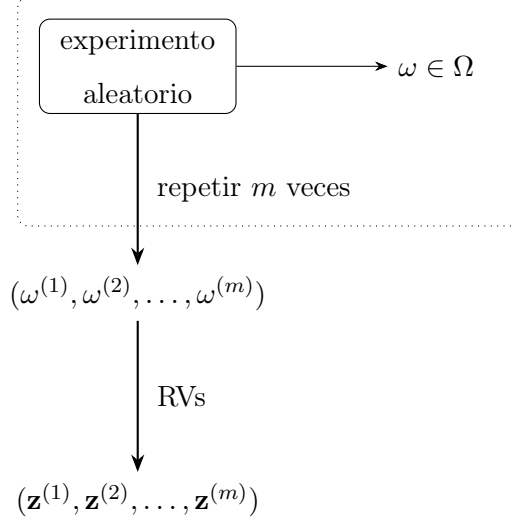 experimento
aleatorio
ω ∈ Ω
repetir m veces
(ω⁽¹⁾, ω⁽²⁾, . . . , ω⁽ᵐ⁾)
RVs
(𝐳⁽¹⁾, 𝐳⁽²⁾, . . . , 𝐳⁽ᵐ⁾)